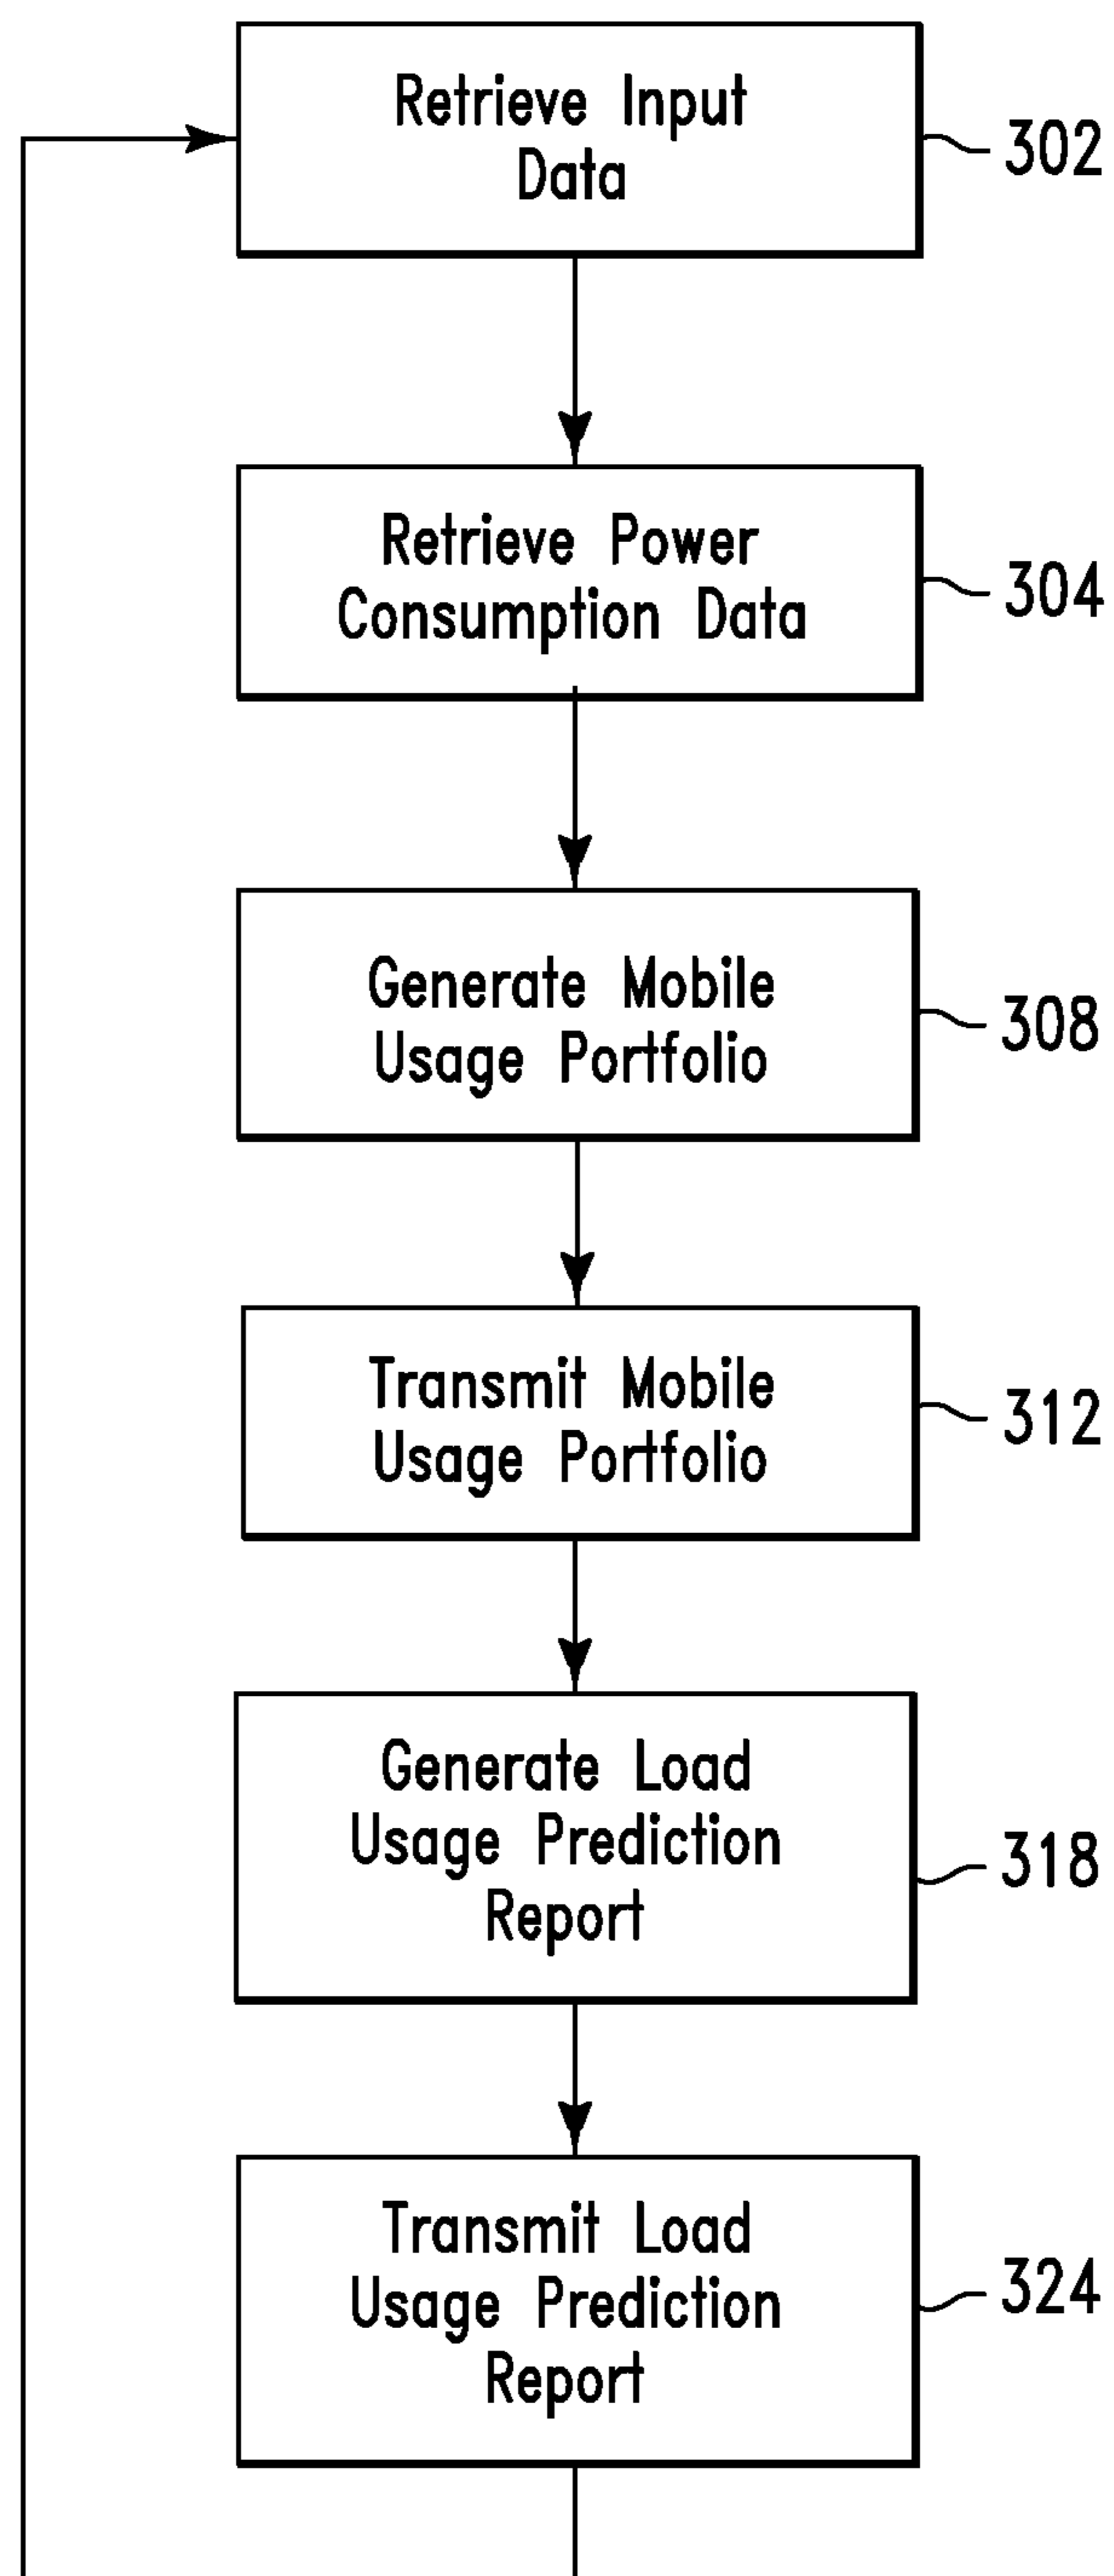 Retrieve Input
Data
302
Retrieve Power
Consumption Data
304
Generate Mobile
Usage Portfolio
308
Transmit Mobile
Usage Portfolio
312
Generate Load
Usage Prediction
Report
318
Transmit Load
Usage Prediction
Report
324